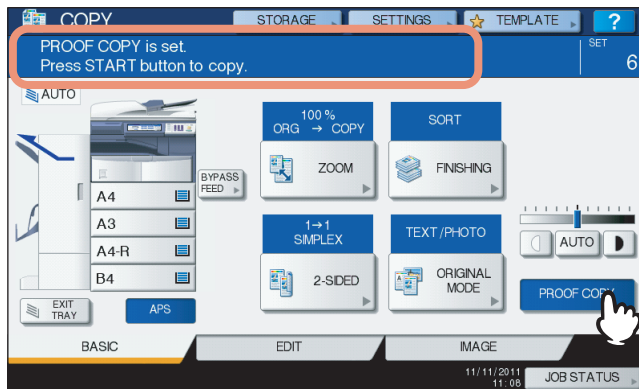 COPY
STORAGE
SETTINGS
TEMPLATE
?
PROOF COPY is set.
Press START button to copy.
SET
6
AUTO
100 %
ORG → COPY
ZOOM
SORT
FINISHING
BYPASS
FEED
A4
A3
A4-R
B4
1→1
SIMPLEX
2-SIDED
TEXT/PHOTO
ORIGINAL
MODE
AUTO
PROOF COPY
EXIT
TRAY
APS
BASIC
EDIT
IMAGE
11/11/2011
11:08
JOB STATUS